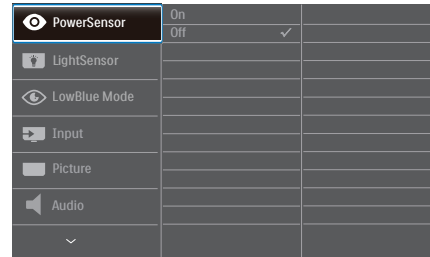 PowerSensor
On
Off
LightSensor
LowBlue Mode
Input
Picture
Audio